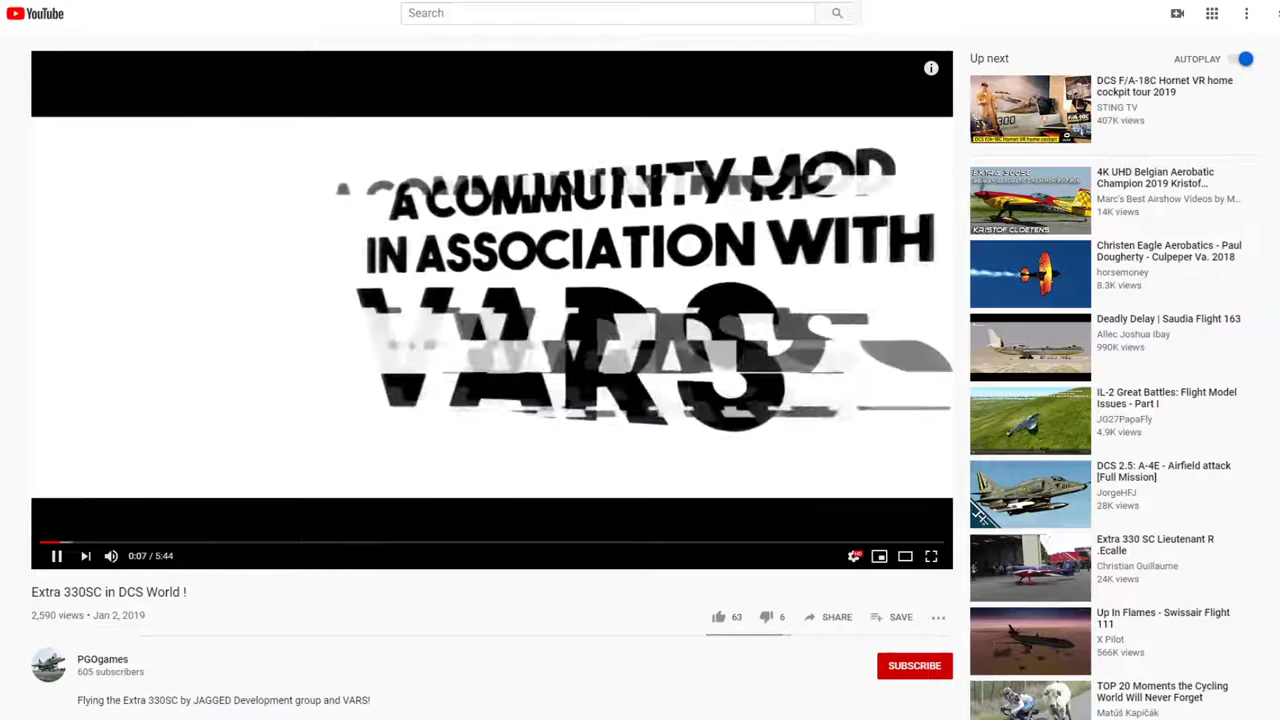 YouTube
Search
A COMMUNITY MOD
IN ASSOCIATION WITH
VARS
0:07 / 5:44
HD
Extra 330SC in DCS World !
2,590 views • Jan 2, 2019
63
6
SHARE
SAVE
PGOgames
605 subscribers
SUBSCRIBE
Flying the Extra 330SC by JAGGED Development group and VARS!
Up next
AUTOPLAY
DCS F/A-18C Hornet VR home
cockpit tour 2019
STING TV
407K views
4K UHD Belgian Aerobatic
Champion 2019 Kristof...
Marc's Best Airshow Videos by M...
14K views
EXTRA 330SC
KRISTOF CLOETENS
Christen Eagle Aerobatics - Paul
Dougherty - Culpeper Va. 2018
horsemoney
8.3K views
Deadly Delay | Saudia Flight 163
Allec Joshua Ibay
990K views
IL-2 Great Battles: Flight Model
Issues - Part I
JG27PapaFly
4.9K views
DCS 2.5: A-4E - Airfield attack
[Full Mission]
JorgeHFJ
28K views
Extra 330 SC Lieutenant R
.Ecalle
Christian Guillaume
24K views
Up In Flames - Swissair Flight
111
X Pilot
566K views
TOP 20 Moments the Cycling
World Will Never Forget
Matúš Kapičák